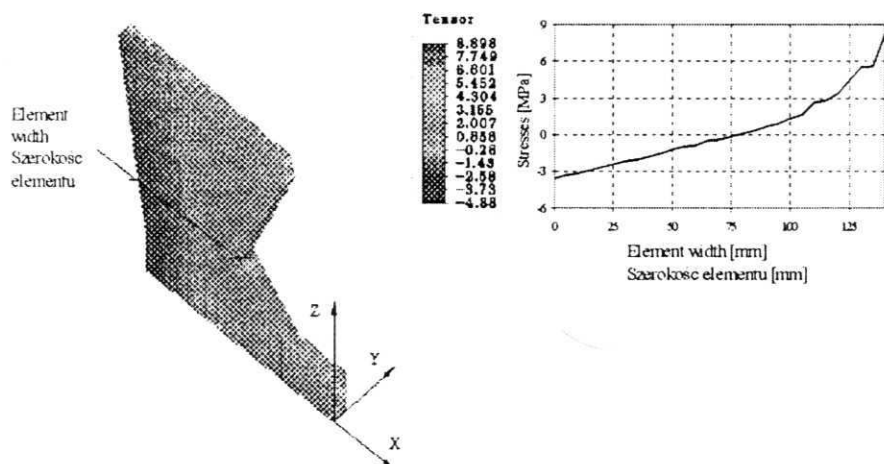 Element
width
Szerokość
elementu
Z
Y
X
Tensor
8.898
7.749
6.601
5.452
4.304
3.155
2.007
0.858
-0.28
-1.43
-2.58
-3.73
-4.88
Stresses [MPa]
9
6
3
0
-3
-6
0 25 50 75 100 125
Element width [mm]
Szerokość elementu [mm]